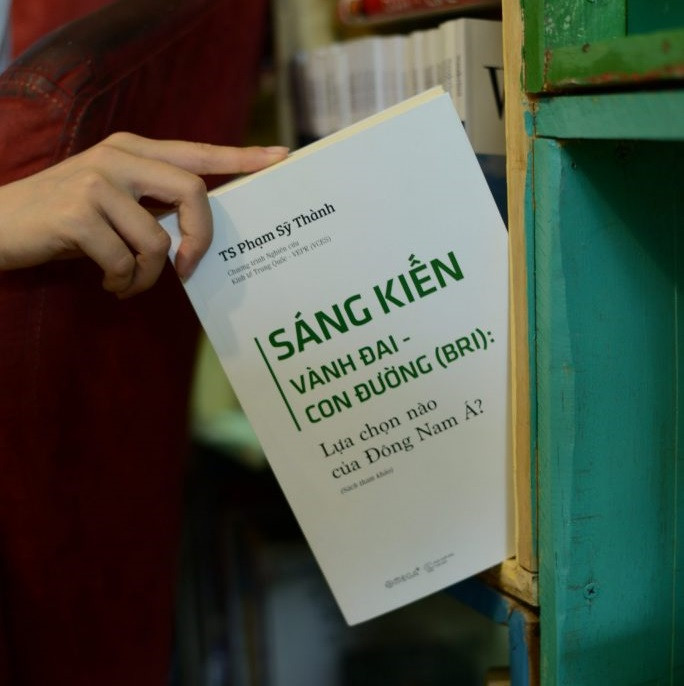 TS Phạm Sỹ Thành
Chương trình Nghiên cứu
Kinh tế Trung Quốc - VEPR (VCES)
SÁNG KIẾN
VÀNH ĐAI -
CON ĐƯỜNG (BRI):
Lựa chọn nào
của Đông Nam Á?
(Sách tham khảo)